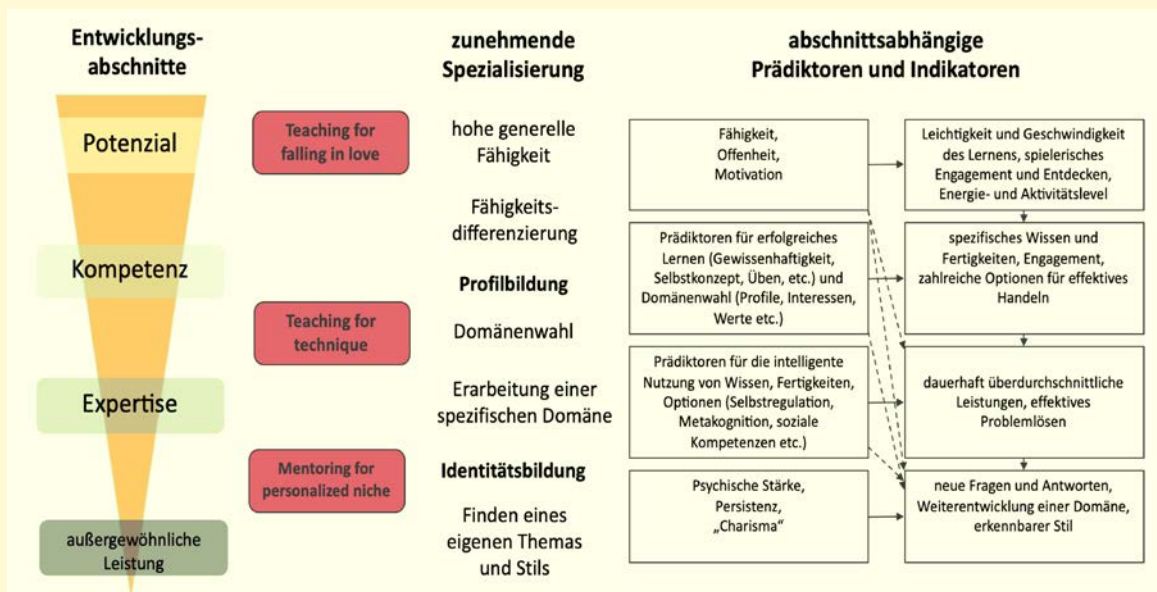 Entwicklungs-
abschnitte
Potenzial
Kompetenz
Expertise
außergewöhnliche
Leistung
Teaching for
falling in love
Teaching for
technique
Mentoring for
personalized niche
zunehmende
Spezialisierung
hohe generelle
Fähigkeit
Fähigkeits-
differenzierung
Profilbildung
Domänenwahl
Erarbeitung einer
spezifischen Domäne
Identitätsbildung
Finden eines
eigenen Themas
und Stils
abschnittsabhängige
Prädiktoren und Indikatoren
Fähigkeit,
Offenheit,
Motivation
Leichtigkeit und Geschwindigkeit
des Lernens, spielerisches
Engagement und Entdecken,
Energie- und Aktivitätslevel
Prädiktoren für erfolgreiches
Lernen (Gewissenhaftigkeit,
Selbstkonzept, Üben, etc.) und
Domänenwahl (Profile, Interessen,
Werte etc.)
spezifisches Wissen und
Fertigkeiten, Engagement,
zahlreiche Optionen für effektives
Handeln
Prädiktoren für die intelligente
Nutzung von Wissen, Fertigkeiten,
Optionen (Selbstregulation,
Metakognition, soziale
Kompetenzen etc.)
dauerhaft überdurchschnittliche
Leistungen, effektives
Problemlösen
Psychische Stärke,
Persistenz,
„Charisma“
neue Fragen und Antworten,
Weiterentwicklung einer Domäne,
erkennbarer Stil